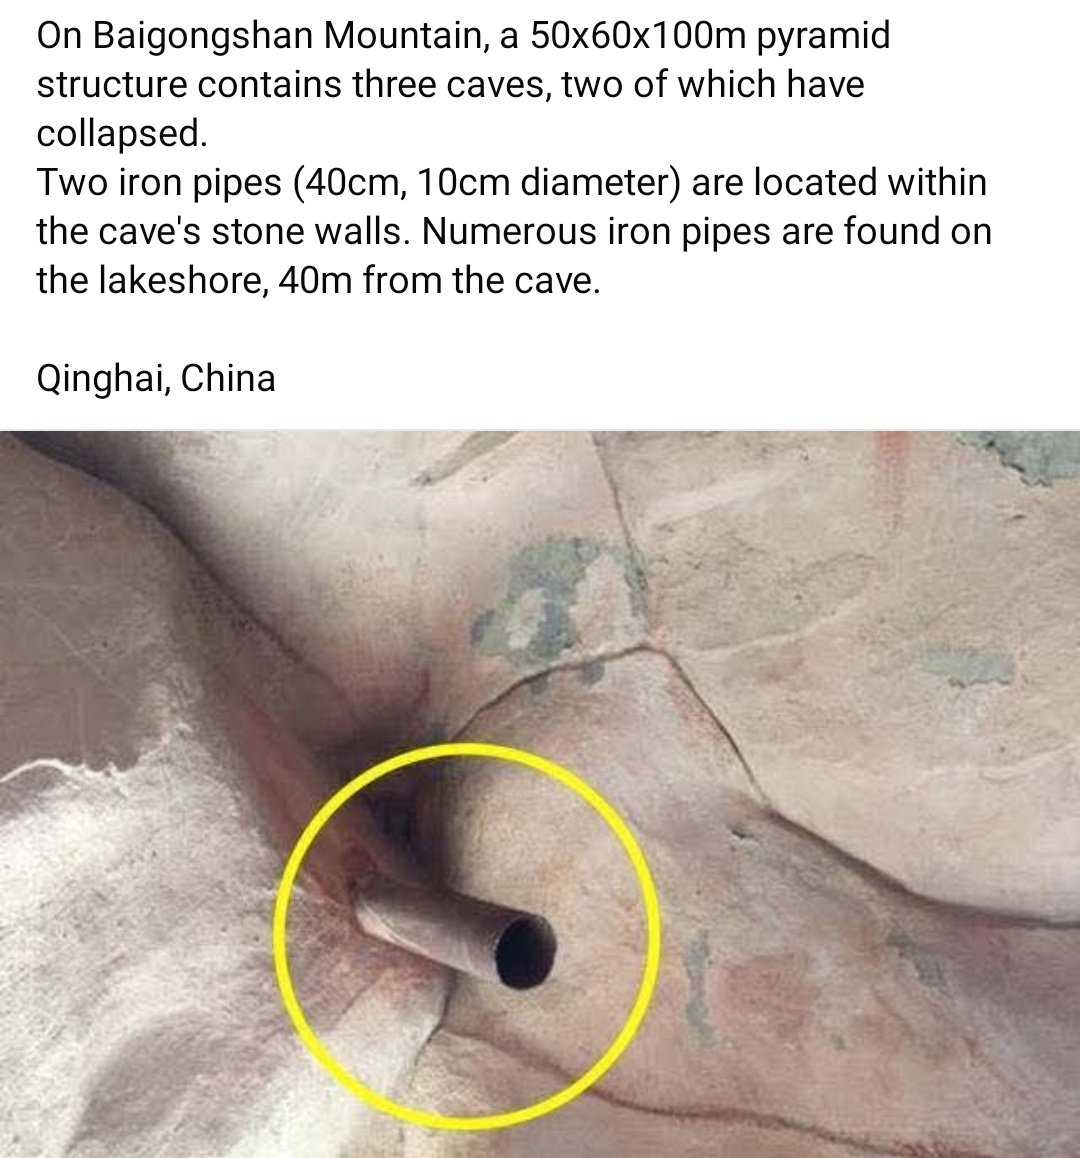 On Baigongshan Mountain, a 50x60x100m pyramid
structure contains three caves, two of which have
collapsed.
Two iron pipes (40cm, 10cm diameter) are located within
the cave's stone walls. Numerous iron pipes are found on
the lakeshore, 40m from the cave.
Qinghai, China